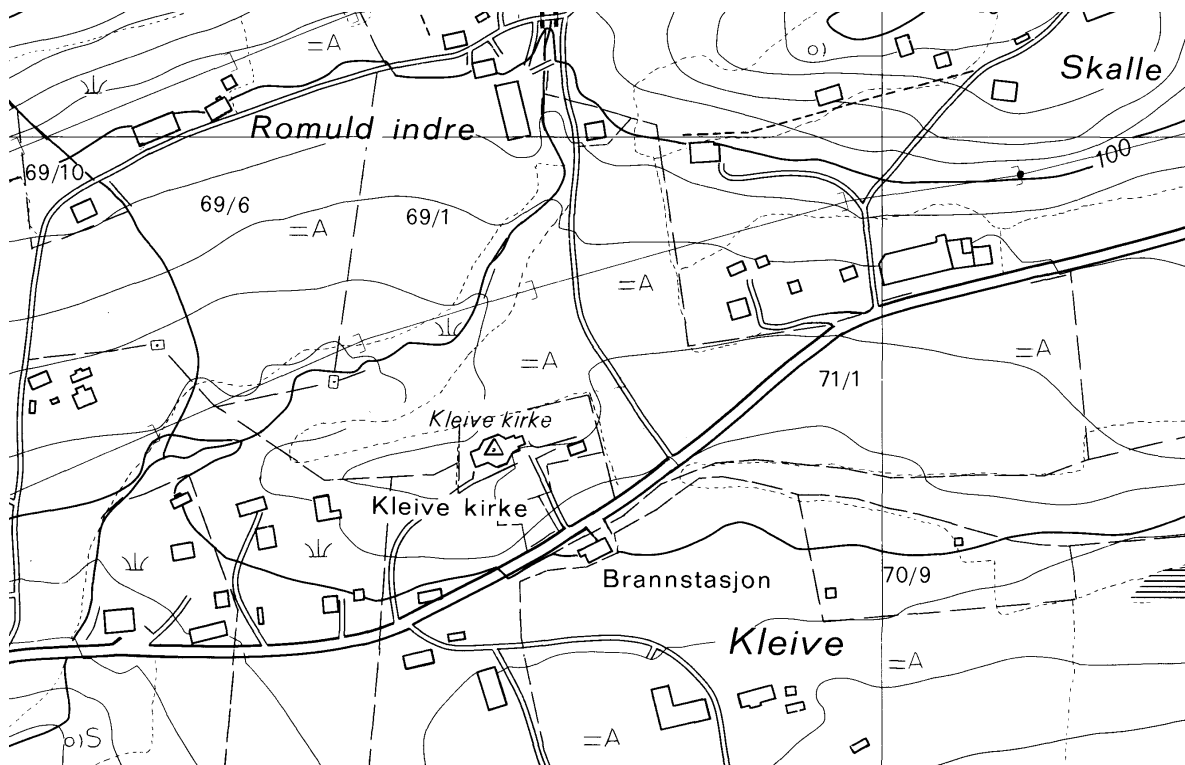 =A
o)
Skalle
Romuld indre
100
69/10
69/6
69/1
=A
=A
=A
=A
71/1
Kleive kirke
Kleive kirke
Brannstasjon
70/9
Kleive
=A
o)S
=A